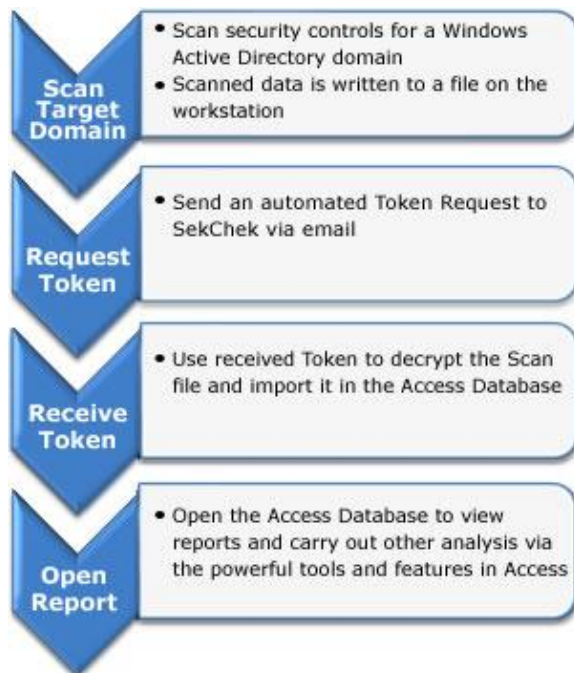 Scan
Target
Domain
• Scan security controls for a Windows
Active Directory domain
• Scanned data is written to a file on the
workstation
Request
Token
• Send an automated Token Request to
SekChek via email
Receive
Token
• Use received Token to decrypt the Scan
file and import it in the Access Database
Open
Report
• Open the Access Database to view
reports and carry out other analysis via
the powerful tools and features in Access